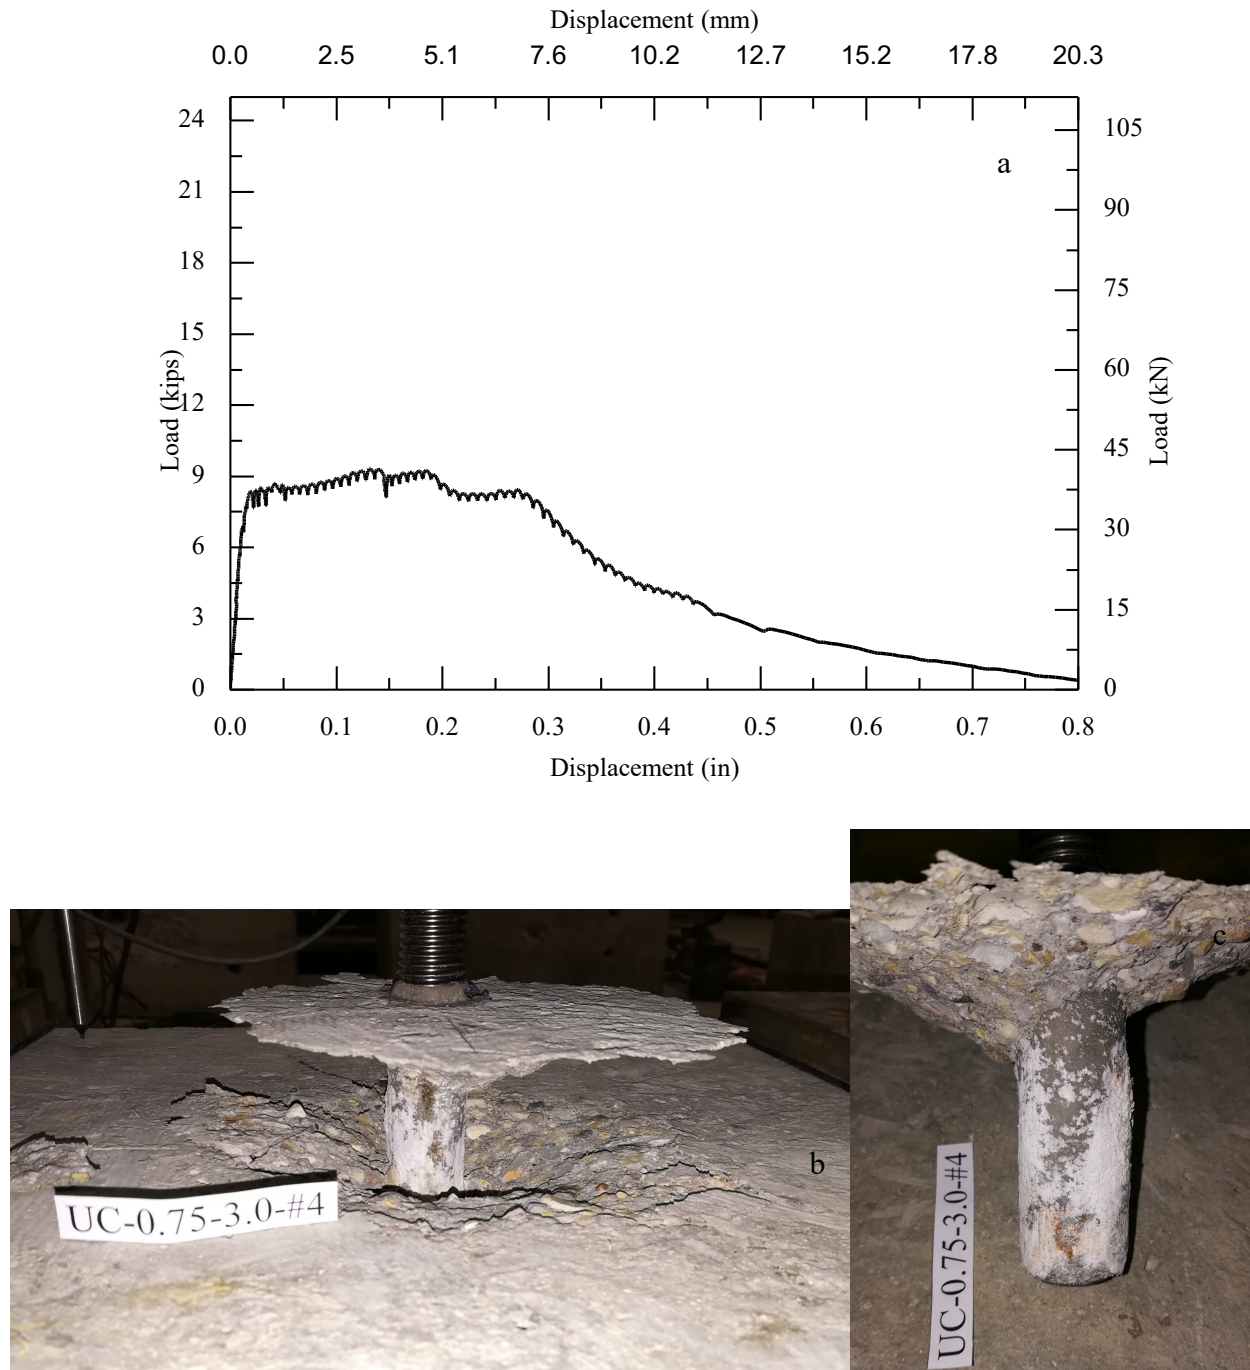 Displacement (mm)
0.0 2.5 5.1 7.6 10.2 12.7 15.2 17.8 20.3
24
21
18
15
12
9
6
3
0
Load (kips)
a
105
90
75
60
45
30
15
0
Load (kN)
0.0 0.1 0.2 0.3 0.4 0.5 0.6 0.7 0.8
Displacement (in)
UC-0.75-3.0-#4
b
c
UC-0.75-3.0-#4